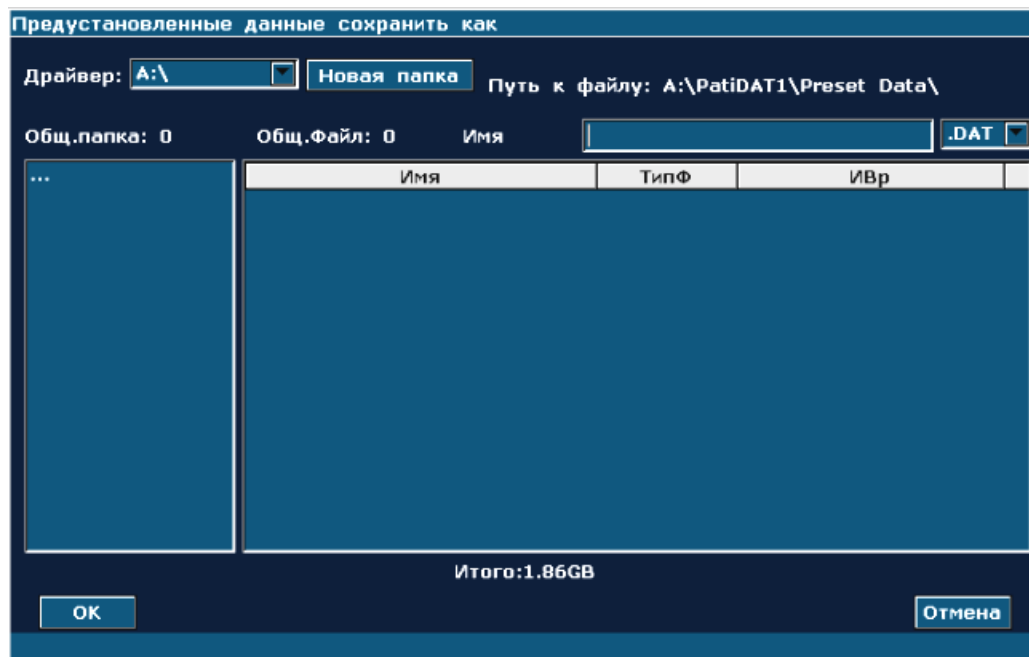 Предустановленные данные сохранить как
Драйвер: A:\ Новая папка Путь к файлу: A:\PatiDAT1\Preset Data\
Общ.папка: 0 Общ.Файл: 0 Имя .DAT
... Имя ТипФ ИВр
Итого:1.86GB
OK Отмена